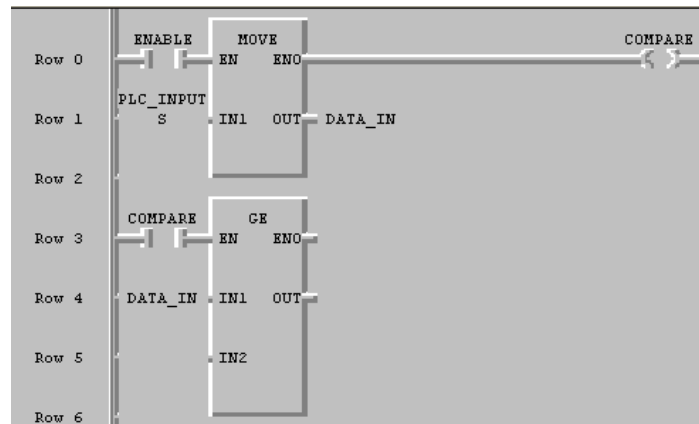 ENABLE MOVE COMPARE
Row 0 EN ENO
PLC_INPUT
Row 1 S IN1 OUT DATA_IN
Row 2
COMPARE GE
Row 3 EN ENO
Row 4 DATA_IN IN1 OUT
Row 5 IN2
Row 6